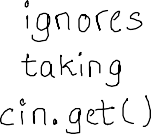 ignores
taking
cin.get()